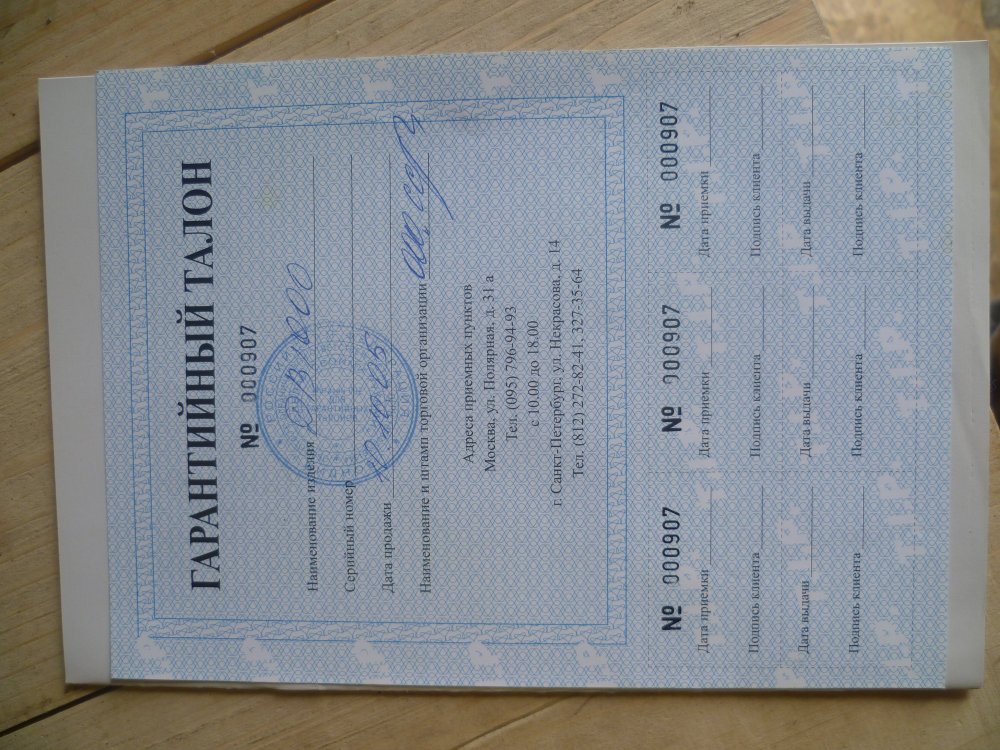 ГАРАНТИЙНЫЙ ТАЛОН
№ 000907
Наименование изделия
Серийный номер
Дата продажи
Наименование и штамп торговой организации
Адреса приемных пунктов
Москва, ул. Полярная, д. 31 а
Тел. (095) 796-94-93
с 10.00 до 18.00
г. Санкт-Петербург, ул. Некрасова, д. 14
Тел. (812) 272-82-41, 327-35-64
№ 000907
Дата приемки
Подпись клиента
Дата выдачи
Подпись клиента
№ 000907
Дата приемки
Подпись клиента
Дата выдачи
Подпись клиента
№ 000907
Дата приемки
Подпись клиента
Дата выдачи
Подпись клиента